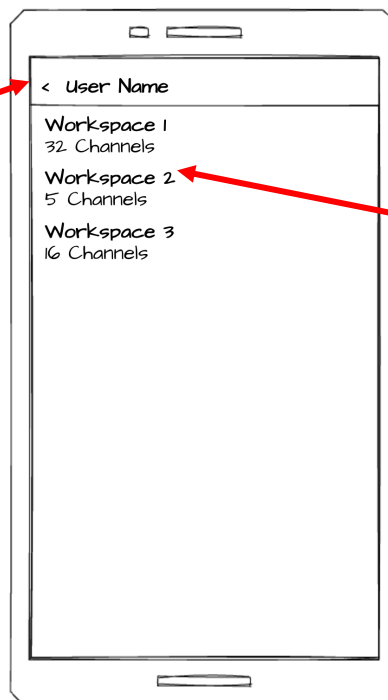 < User Name
Workspace 1
32 Channels
Workspace 2
5 Channels
Workspace 3
16 Channels